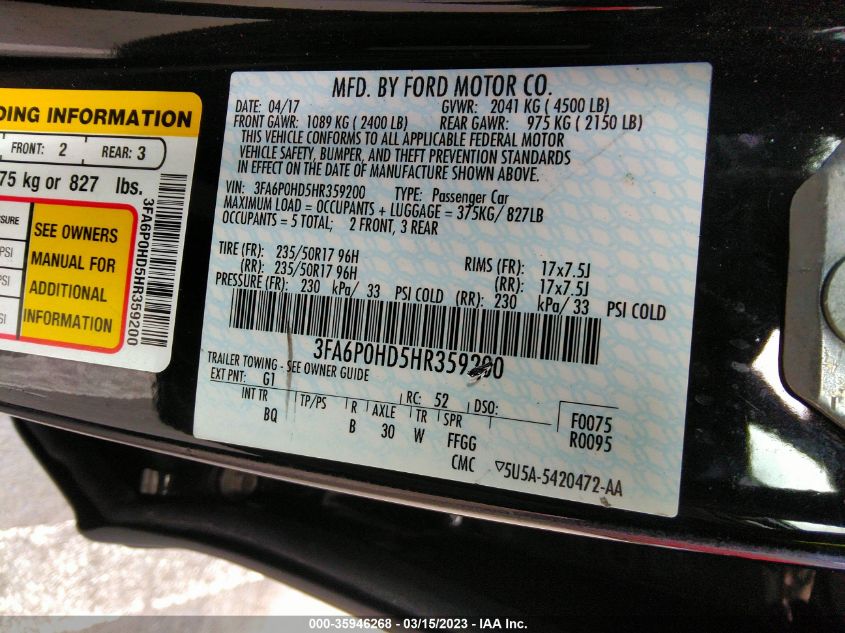 DING INFORMATION
FRONT: 2 REAR: 3
75 kg or 827 lbs.
SURE
PSI
PSI
PSI
SEE OWNERS
MANUAL FOR
ADDITIONAL
INFORMATION
3FA6P0HD5HR359200
MFD. BY FORD MOTOR CO.
DATE: 04/17 GVWR: 2041 KG ( 4500 LB)
FRONT GAWR: 1089 KG ( 2400 LB) REAR GAWR: 975 KG ( 2150 LB)
THIS VEHICLE CONFORMS TO ALL APPLICABLE FEDERAL MOTOR
VEHICLE SAFETY, BUMPER, AND THEFT PREVENTION STANDARDS
IN EFFECT ON THE DATE OF MANUFACTURE SHOWN ABOVE.
VIN: 3FA6P0HD5HR359200 TYPE: Passenger Car
MAXIMUM LOAD = OCCUPANTS + LUGGAGE = 375KG/ 827LB
OCCUPANTS = 5 TOTAL; 2 FRONT, 3 REAR
TIRE (FR): 235/50R17 96H RIMS (FR): 17x7.5J
(RR): 235/50R17 96H (RR): 17x7.5J
PRESSURE (FR): 230 kPa/ 33 PSI COLD (RR): 230 kPa/ 33 PSI COLD
3FA6P0HD5HR359200
TRAILER TOWING - SEE OWNER GUIDE
EXT PNT: G1 RC: 52 DSO:
INT TR TP/PS R AXLE TR SPR F0075
BQ B 30 W FFGG R0095
CMC ▽5U5A-5420472-AA
000-35946268 - 03/15/2023 - IAA Inc.